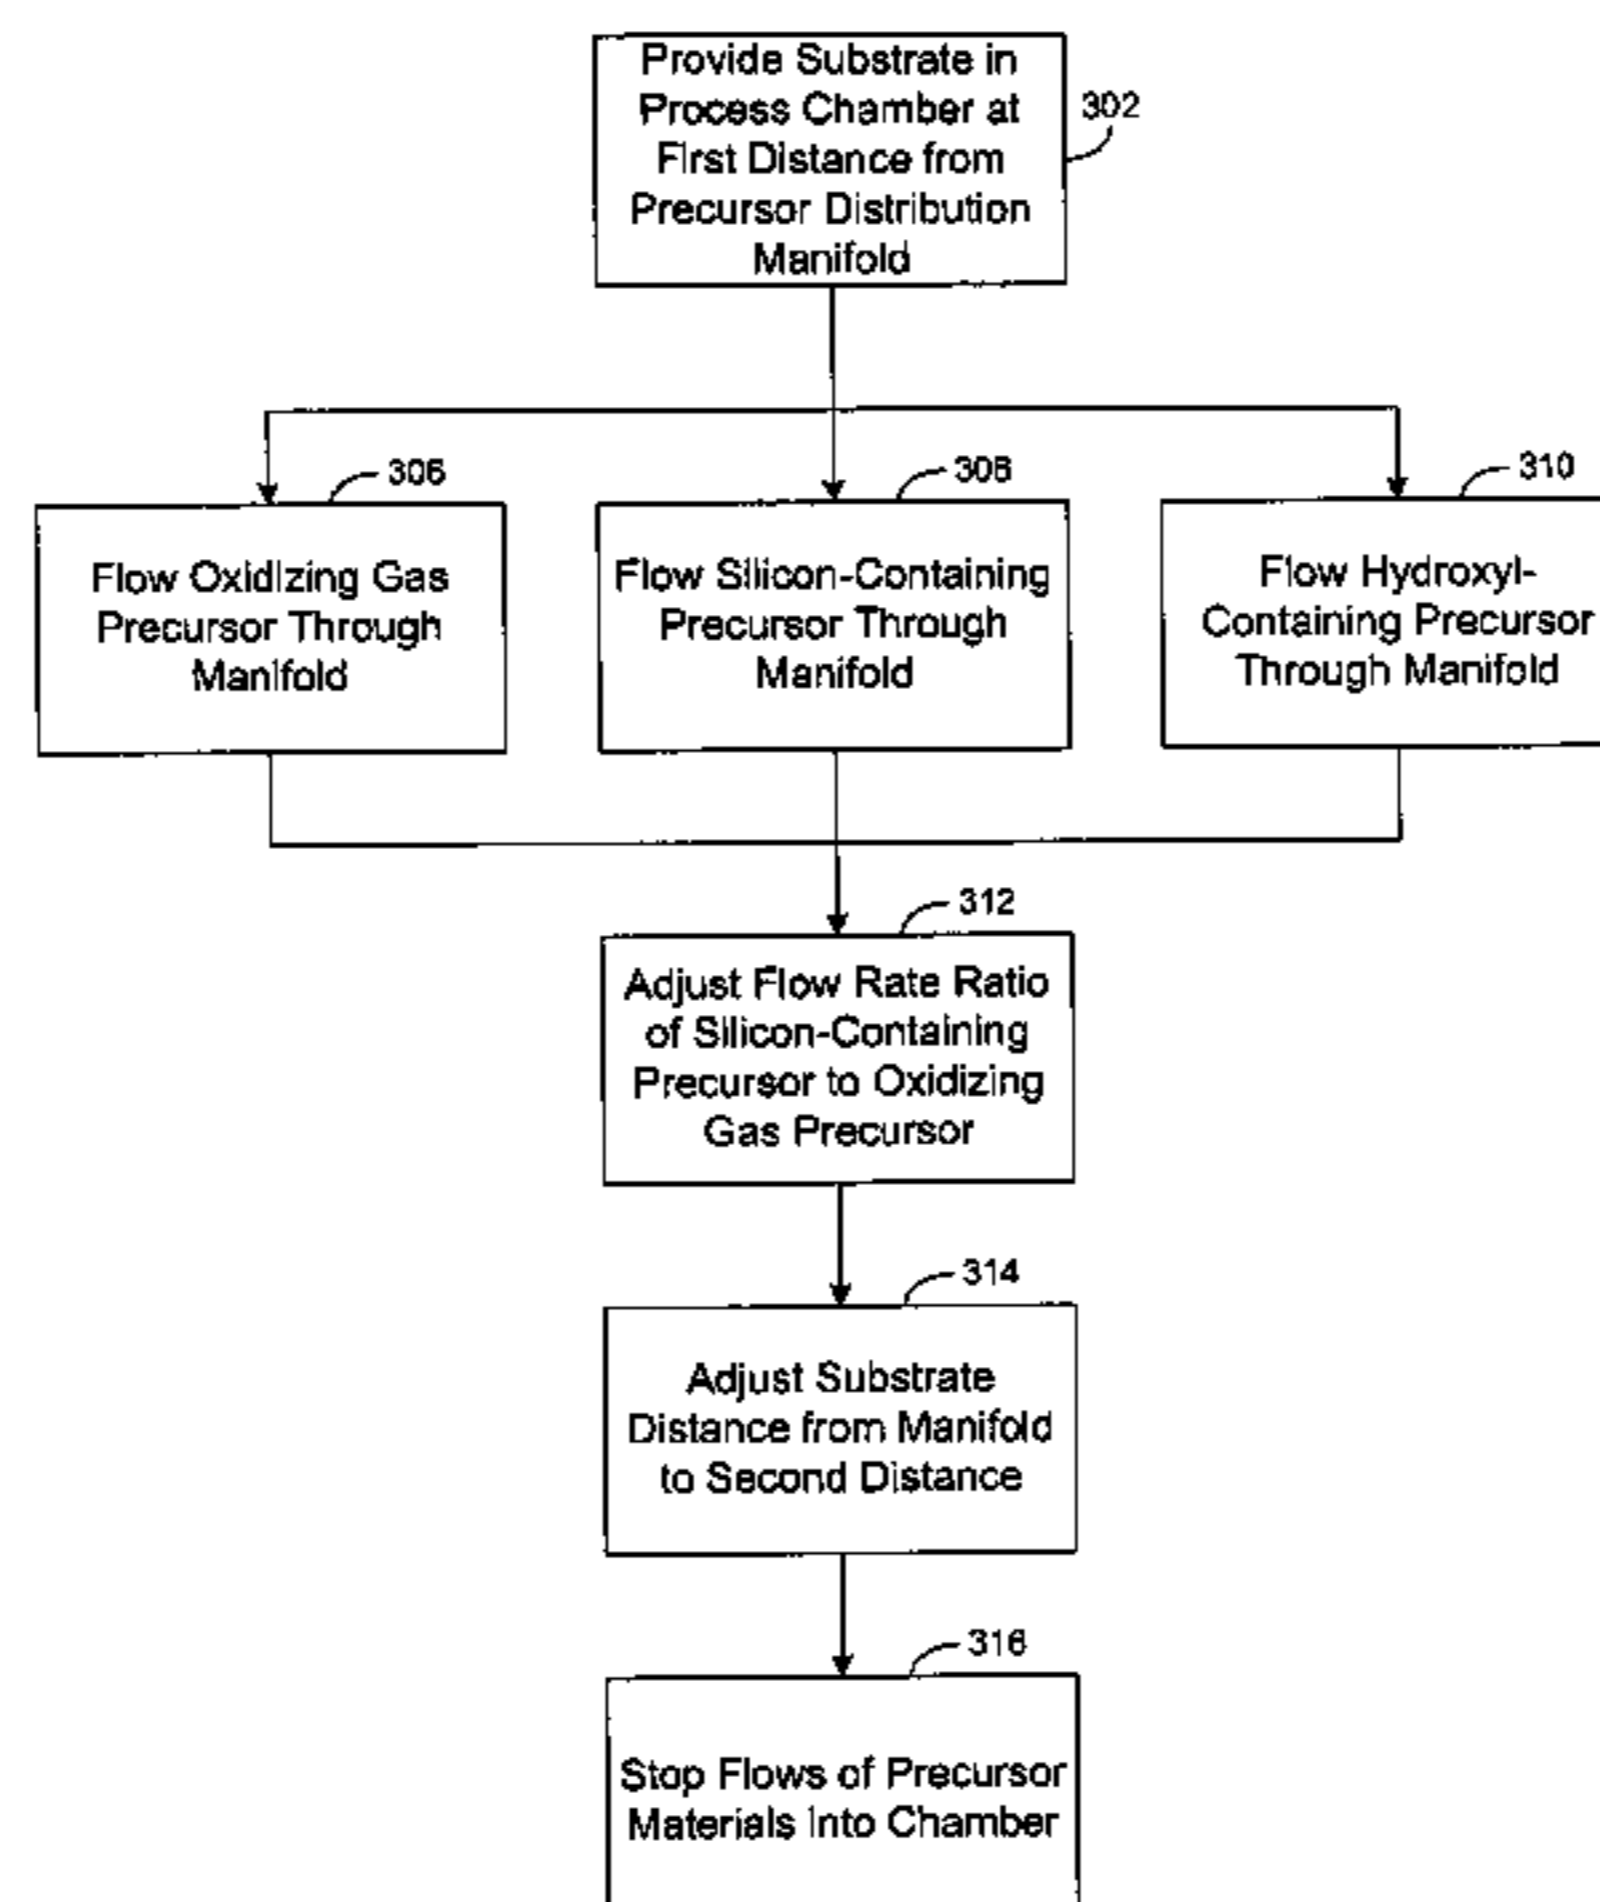 Provide Substrate in
Process Chamber at
First Distance from
Precursor Distribution
Manifold
302
306
Flow Oxidizing Gas
Precursor Through
Manifold
308
Flow Silicon-Containing
Precursor Through
Manifold
310
Flow Hydroxyl-
Containing Precursor
Through Manifold
312
Adjust Flow Rate Ratio
of Silicon-Containing
Precursor to Oxidizing
Gas Precursor
314
Adjust Substrate
Distance from Manifold
to Second Distance
316
Stop Flows of Precursor
Materials Into Chamber